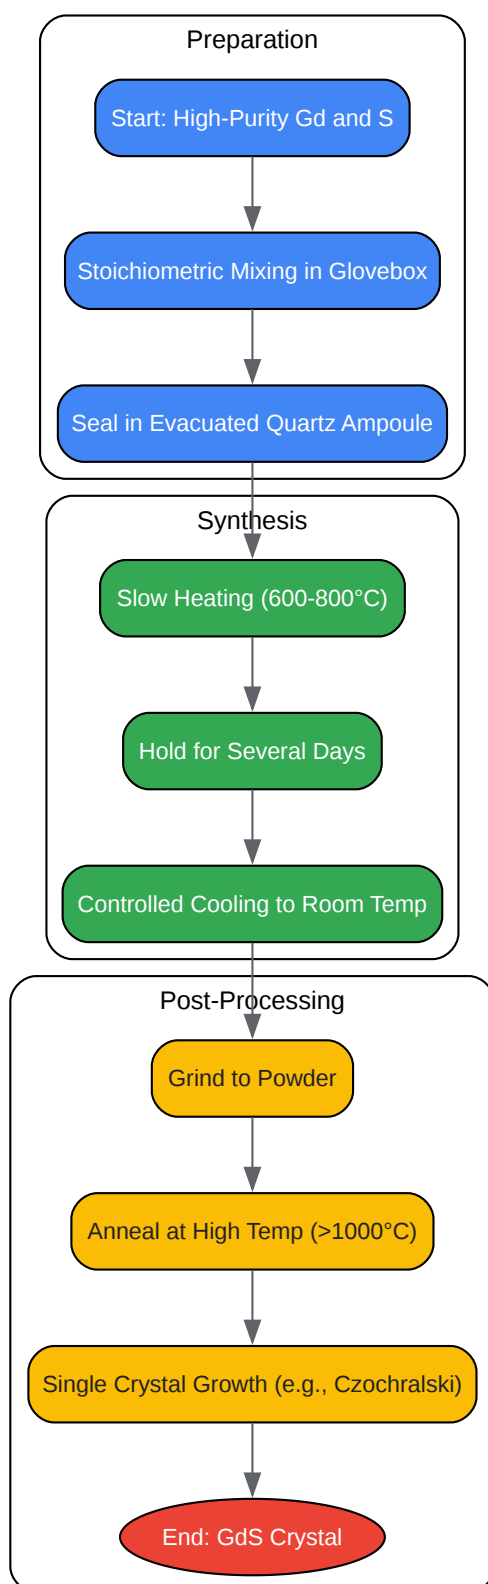 Preparation
Start: High-Purity Gd and S
Stoichiometric Mixing in Glovebox
Seal in Evacuated Quartz Ampoule
Synthesis
Slow Heating (600-800°C)
Hold for Several Days
Controlled Cooling to Room Temp
Post-Processing
Grind to Powder
Anneal at High Temp (>1000°C)
Single Crystal Growth (e.g., Czochralski)
End: GdS Crystal